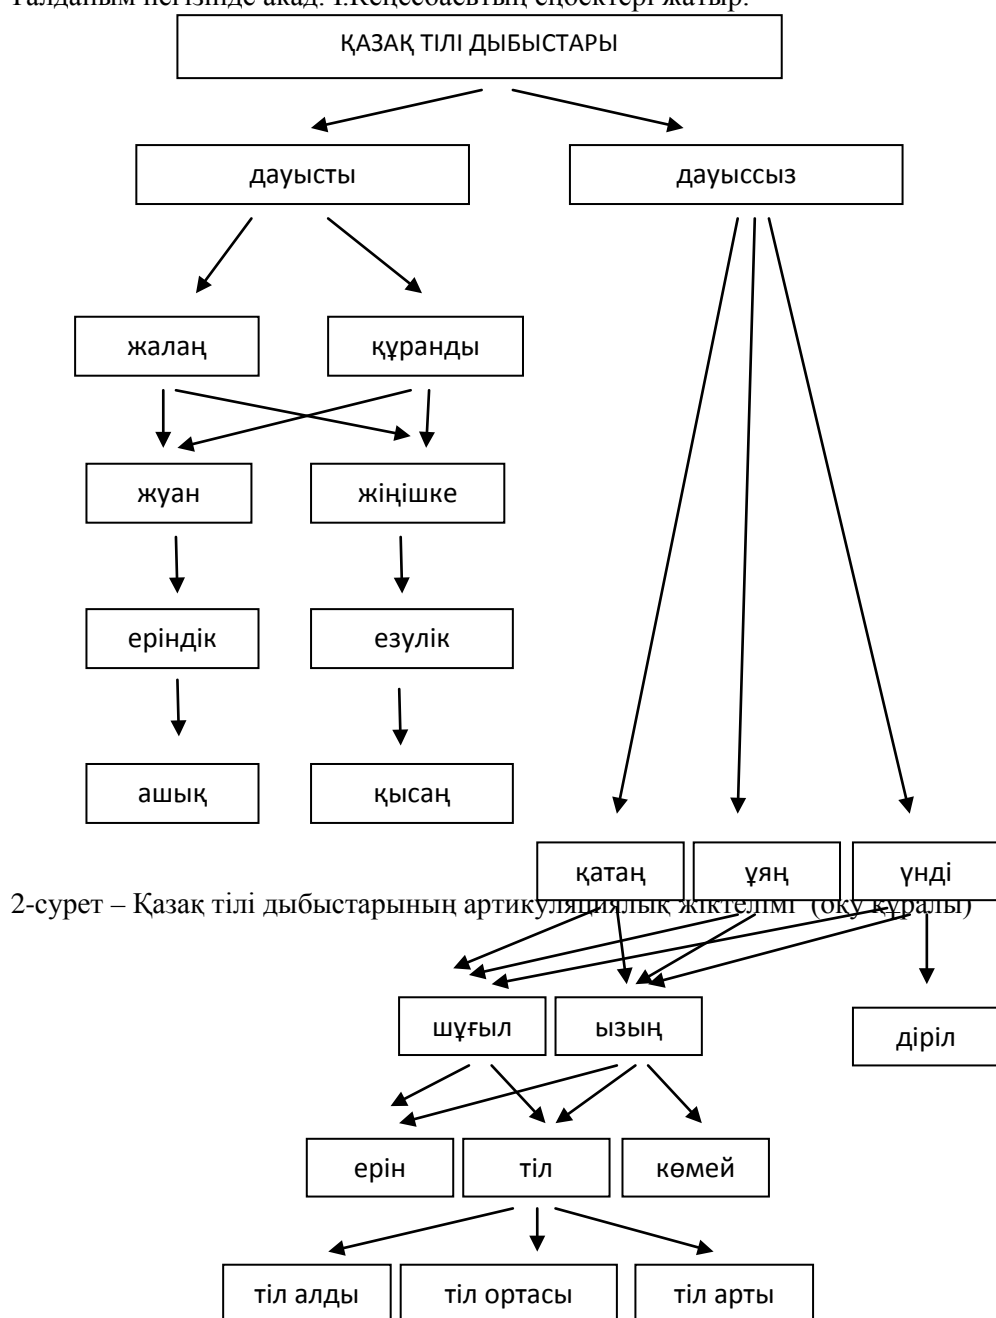 Талданым негізінде акад. І.Кеңесбаевтың еңбектері жатыр.
ҚАЗАҚ ТІЛІ ДЫБЫСТАРЫ
дауысты дауыссыз
жалаң құранды
жуан жіңішке
еріндік езулік
ашық қысаң
қатаң ұяң үнді
2-сурет – Қазақ тілі дыбыстарының артикуляциялық жіктелімі (оқу құралы)
шұғыл ызың
діріл
ерін тіл көмей
тіл алды тіл ортасы тіл арты